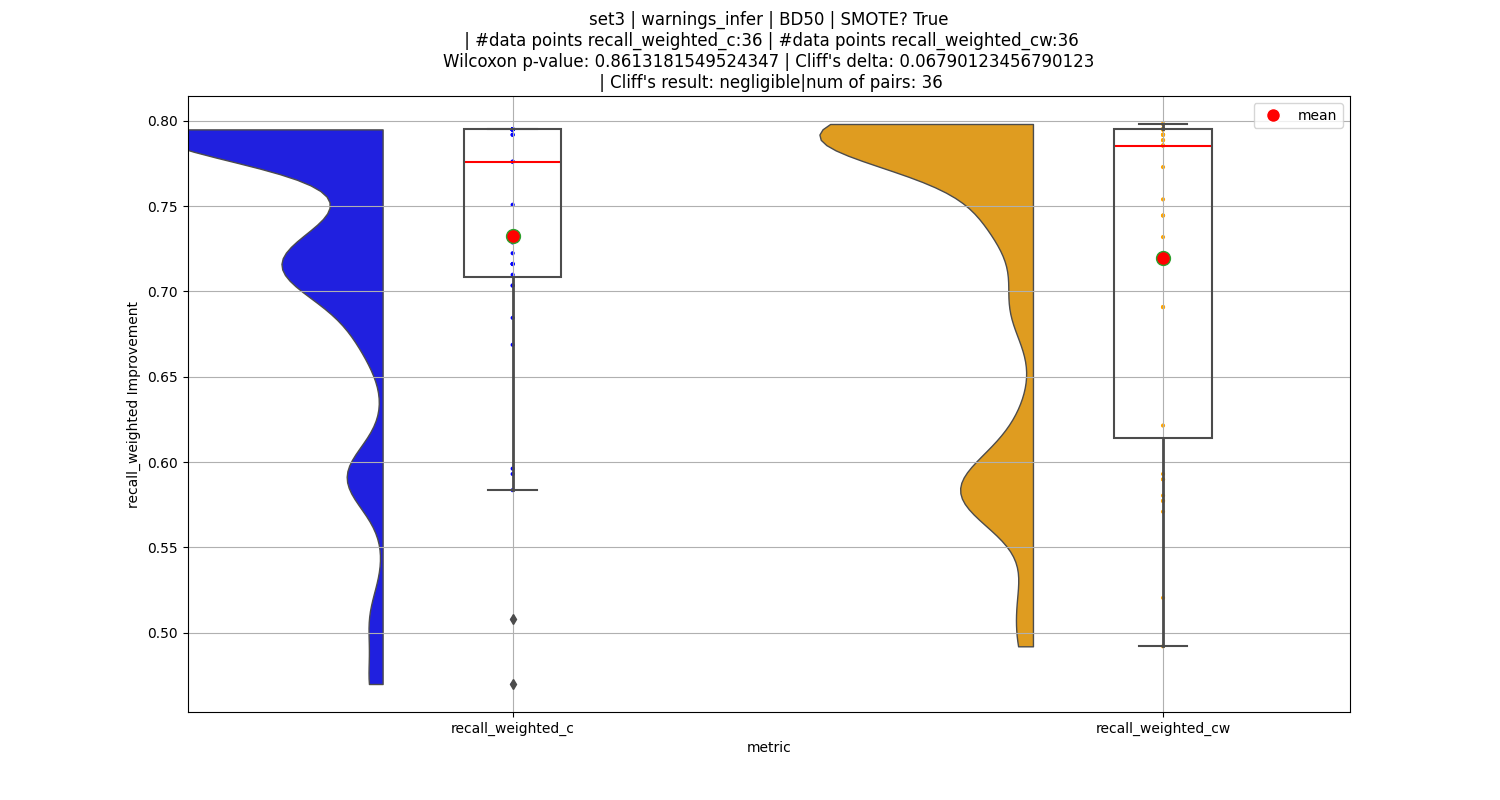 set3 | warnings_infer | BD50 | SMOTE? True
| #data points recall_weighted_c:36 | #data points recall_weighted_cw:36
Wilcoxon p-value: 0.8613181549524347 | Cliff's delta: 0.06790123456790123
| Cliff's result: negligible|num of pairs: 36
mean
0.80
0.75
0.70
0.65
0.60
0.55
0.50
recall_weighted Improvement
recall_weighted_c
recall_weighted_cw
metric